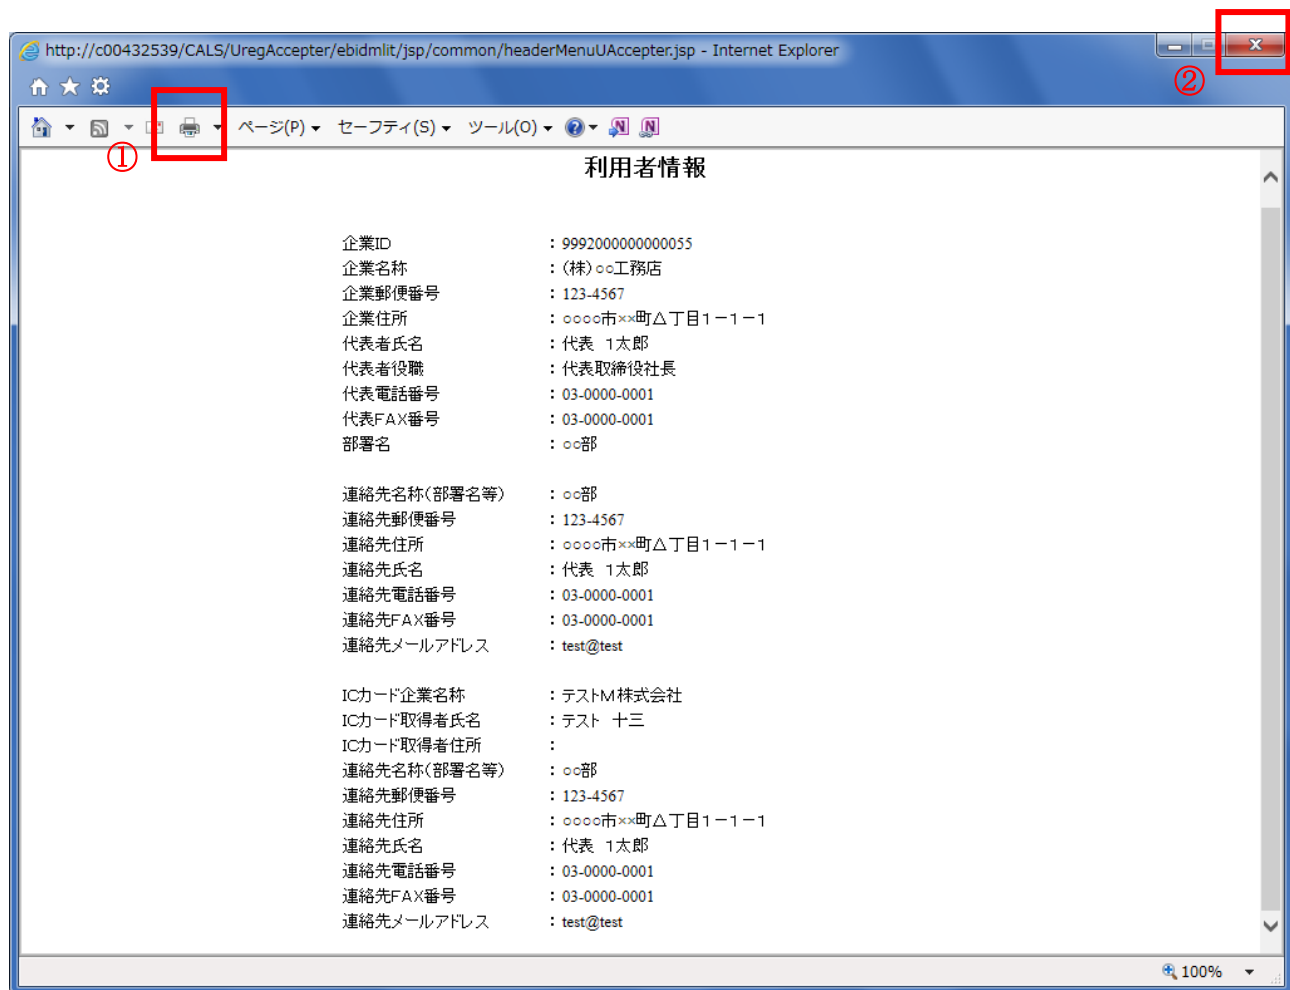 http://c00432539/CALS/UregAccepter/ebidmlit/jsp/common/headerMenuUAccepter.jsp - Internet Explorer
②
ページ(P) セーフティ(S) ツール(O)
①
利用者情報
企業ID : 9992000000000055
企業名称 : (株)○○工務店
企業郵便番号 : 123-4567
企業住所 : ○○○○市××町△丁目1-1-1
代表者氏名 : 代表 1太郎
代表者役職 : 代表取締役社長
代表電話番号 : 03-0000-0001
代表FAX番号 : 03-0000-0001
部署名 : ○○部
連絡先名称(部署名等) : ○○部
連絡先郵便番号 : 123-4567
連絡先住所 : ○○○○市××町△丁目1-1-1
連絡先氏名 : 代表 1太郎
連絡先電話番号 : 03-0000-0001
連絡先FAX番号 : 03-0000-0001
連絡先メールアドレス : test@test
ICカード企業名称 : テストM株式会社
ICカード取得者氏名 : テスト 十三
ICカード取得者住所 :
連絡先名称(部署名等) : ○○部
連絡先郵便番号 : 123-4567
連絡先住所 : ○○○○市××町△丁目1-1-1
連絡先氏名 : 代表 1太郎
連絡先電話番号 : 03-0000-0001
連絡先FAX番号 : 03-0000-0001
連絡先メールアドレス : test@test
100%